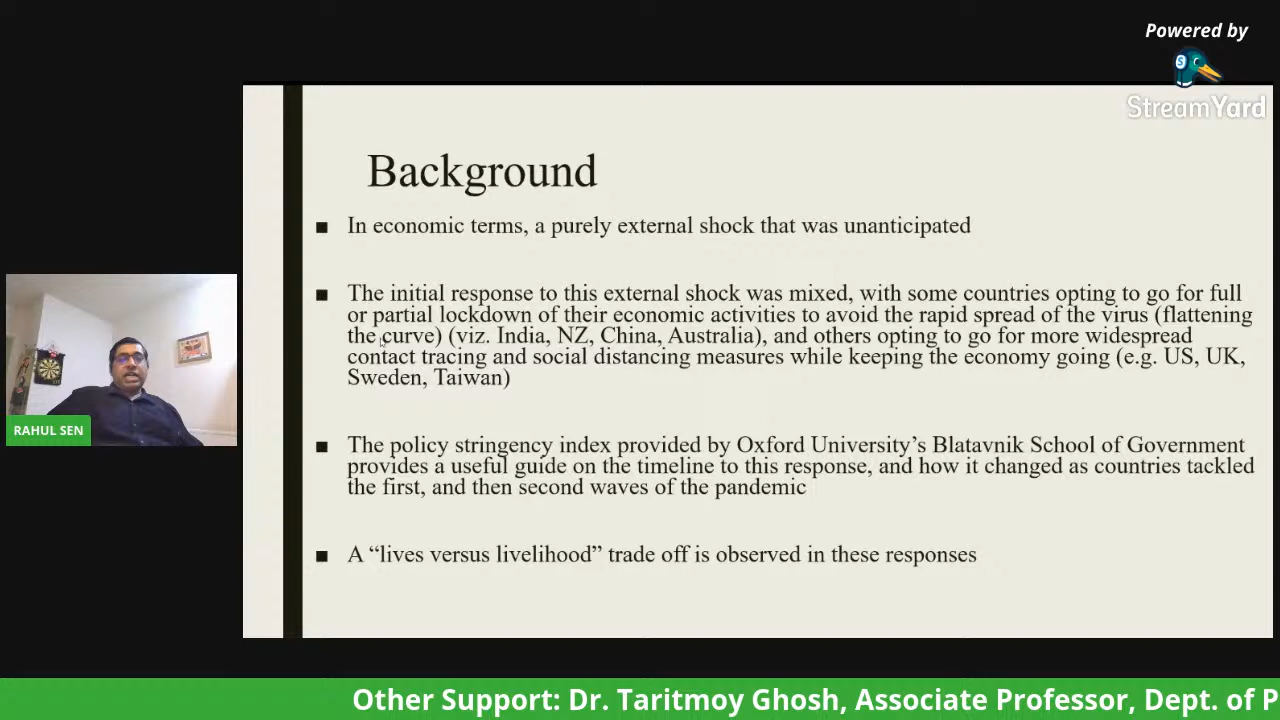 Powered by
StreamYard
Background
■ In economic terms, a purely external shock that was unanticipated
■ The initial response to this external shock was mixed, with some countries opting to go for full
or partial lockdown of their economic activities to avoid the rapid spread of the virus (flattening
the curve) (viz. India, NZ, China, Australia), and others opting to go for more widespread
contact tracing and social distancing measures while keeping the economy going (e.g. US, UK,
Sweden, Taiwan)
■ The policy stringency index provided by Oxford University’s Blatavnik School of Government
provides a useful guide on the timeline to this response, and how it changed as countries tackled
the first, and then second waves of the pandemic
■ A “lives versus livelihood” trade off is observed in these responses
RAHUL SEN
Other Support: Dr. Taritmoy Ghosh, Associate Professor, Dept. of P